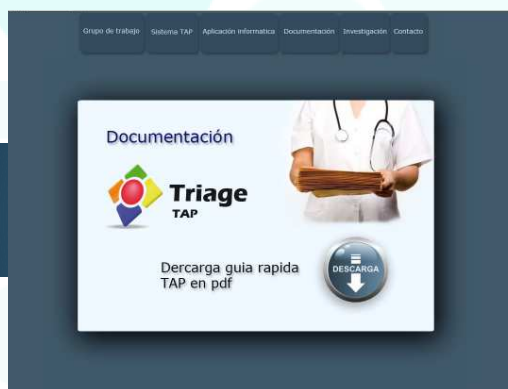 Grupo de trabajo Sistema TAP Aplicación informatica Documentación Investigación Contacto
Documentación
Triage
TAP
Dercarga guia rapida
TAP en pdf
DESCARGA